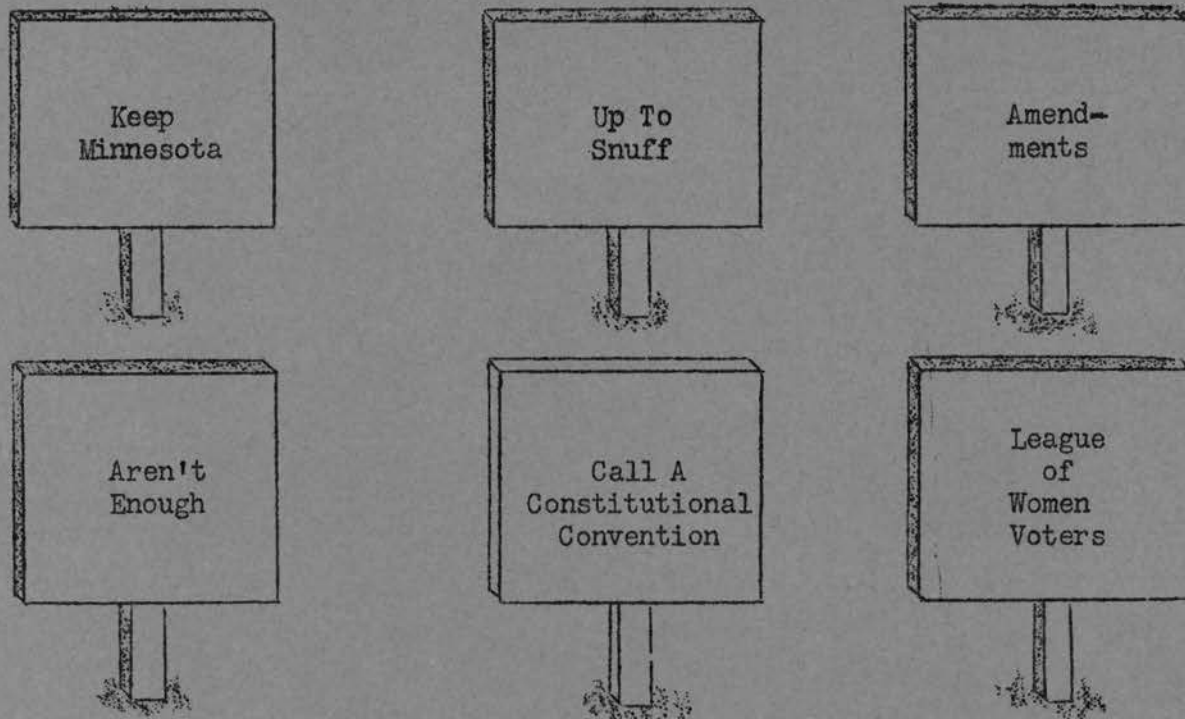 Keep
Minnesota
Up To
Snuff
Amend-
ments
Aren't
Enough
Call A
Constitutional
Convention
League
of
Women
Voters